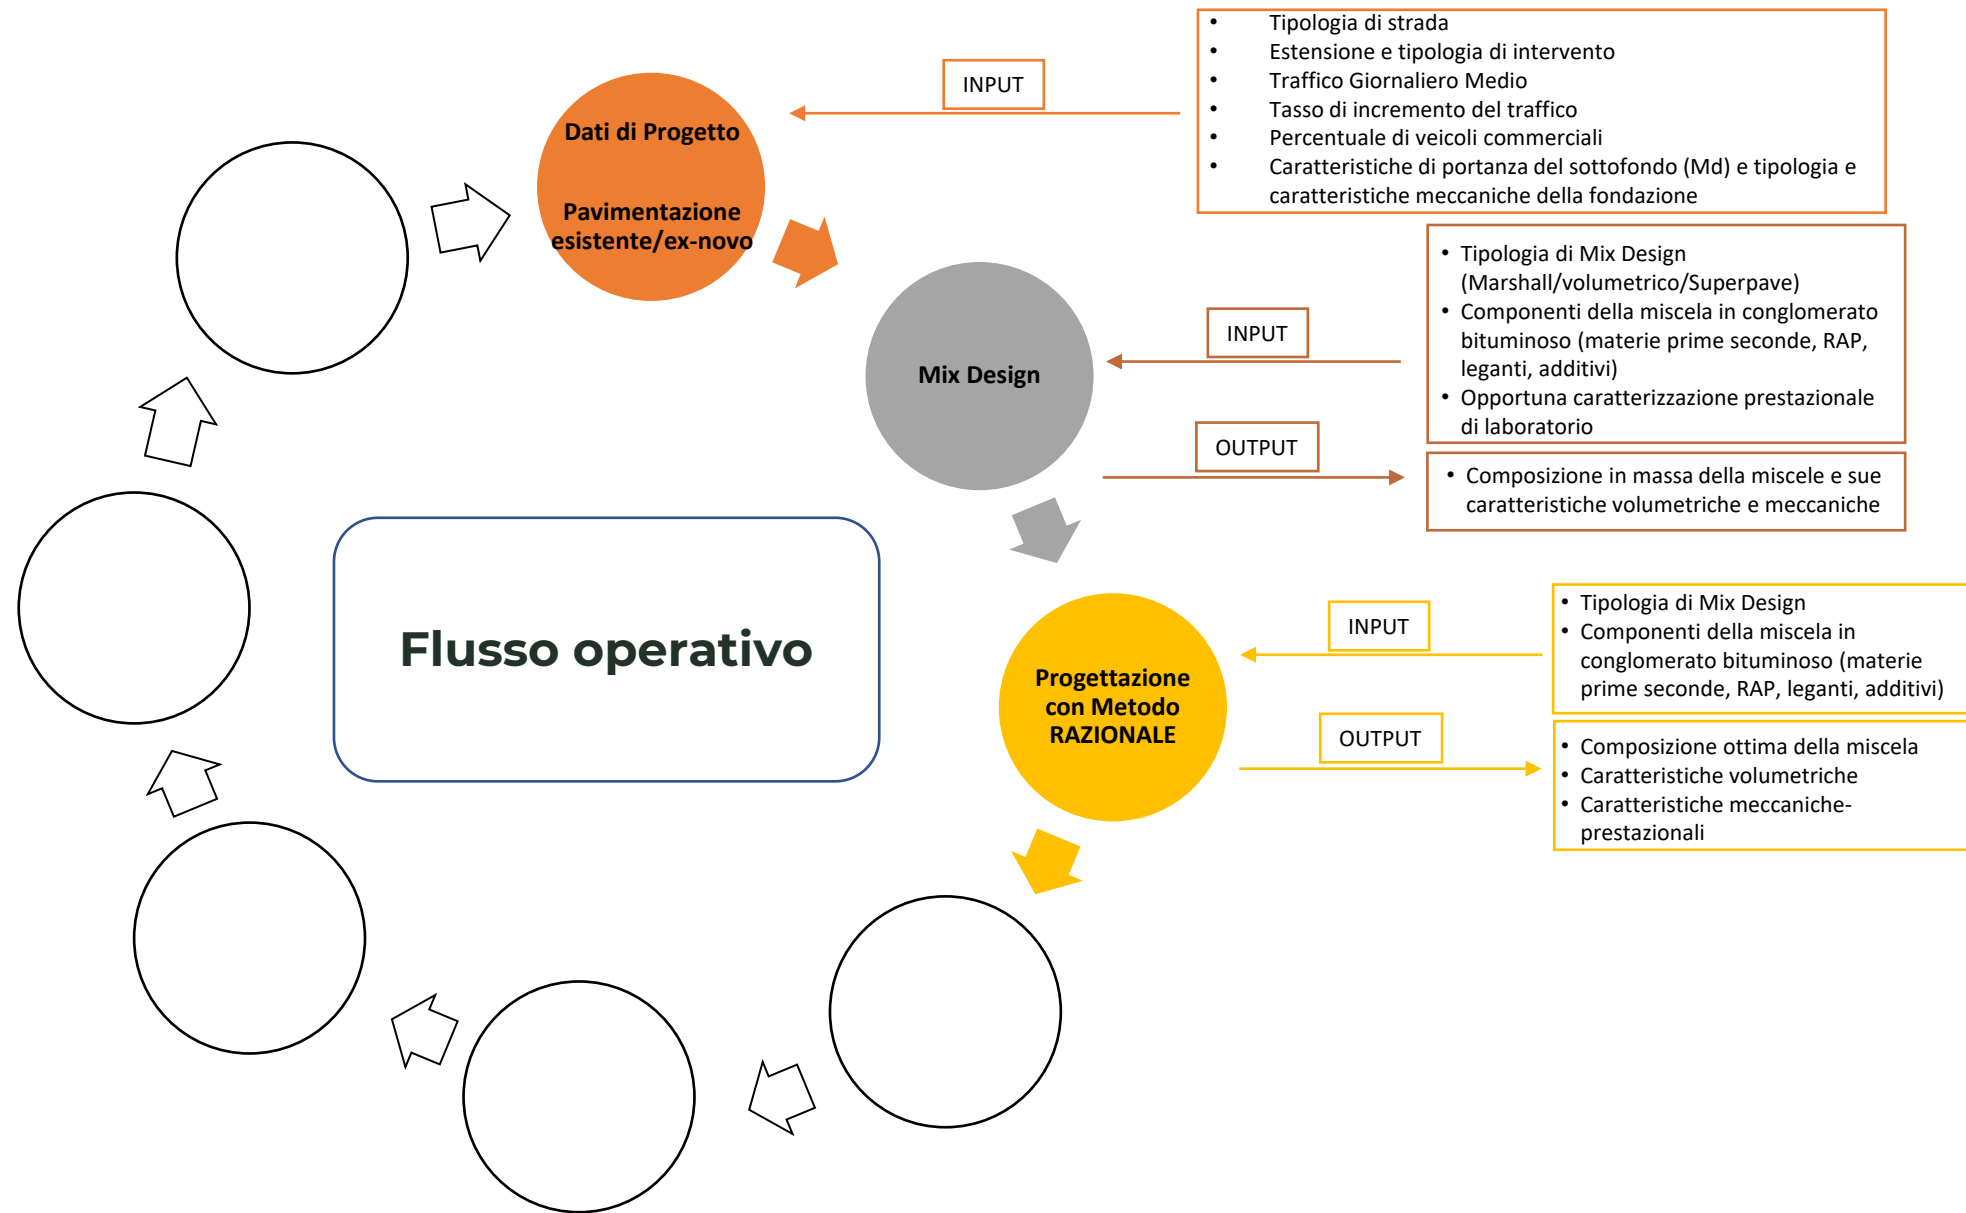 Dati di Progetto
Pavimentazione
esistente/ex-novo
INPUT
• Tipologia di strada
• Estensione e tipologia di intervento
• Traffico Giornaliero Medio
• Tasso di incremento del traffico
• Percentuale di veicoli commerciali
• Caratteristiche di portanza del sottofondo (Md) e tipologia e
caratteristiche meccaniche della fondazione
Mix Design
INPUT
• Tipologia di Mix Design
(Marshall/volumetrico/Superpave)
• Componenti della miscela in conglomerato
bituminoso (materie prime seconde, RAP,
leganti, additivi)
• Opportuna caratterizzazione prestazionale
di laboratorio
OUTPUT
• Composizione in massa della miscele e sue
caratteristiche volumetriche e meccaniche
Flusso operativo
Progettazione
con Metodo
RAZIONALE
INPUT
• Tipologia di Mix Design
• Componenti della miscela in
conglomerato bituminoso (materie
prime seconde, RAP, leganti, additivi)
OUTPUT
• Composizione ottima della miscela
• Caratteristiche volumetriche
• Caratteristiche meccaniche-
prestazionali